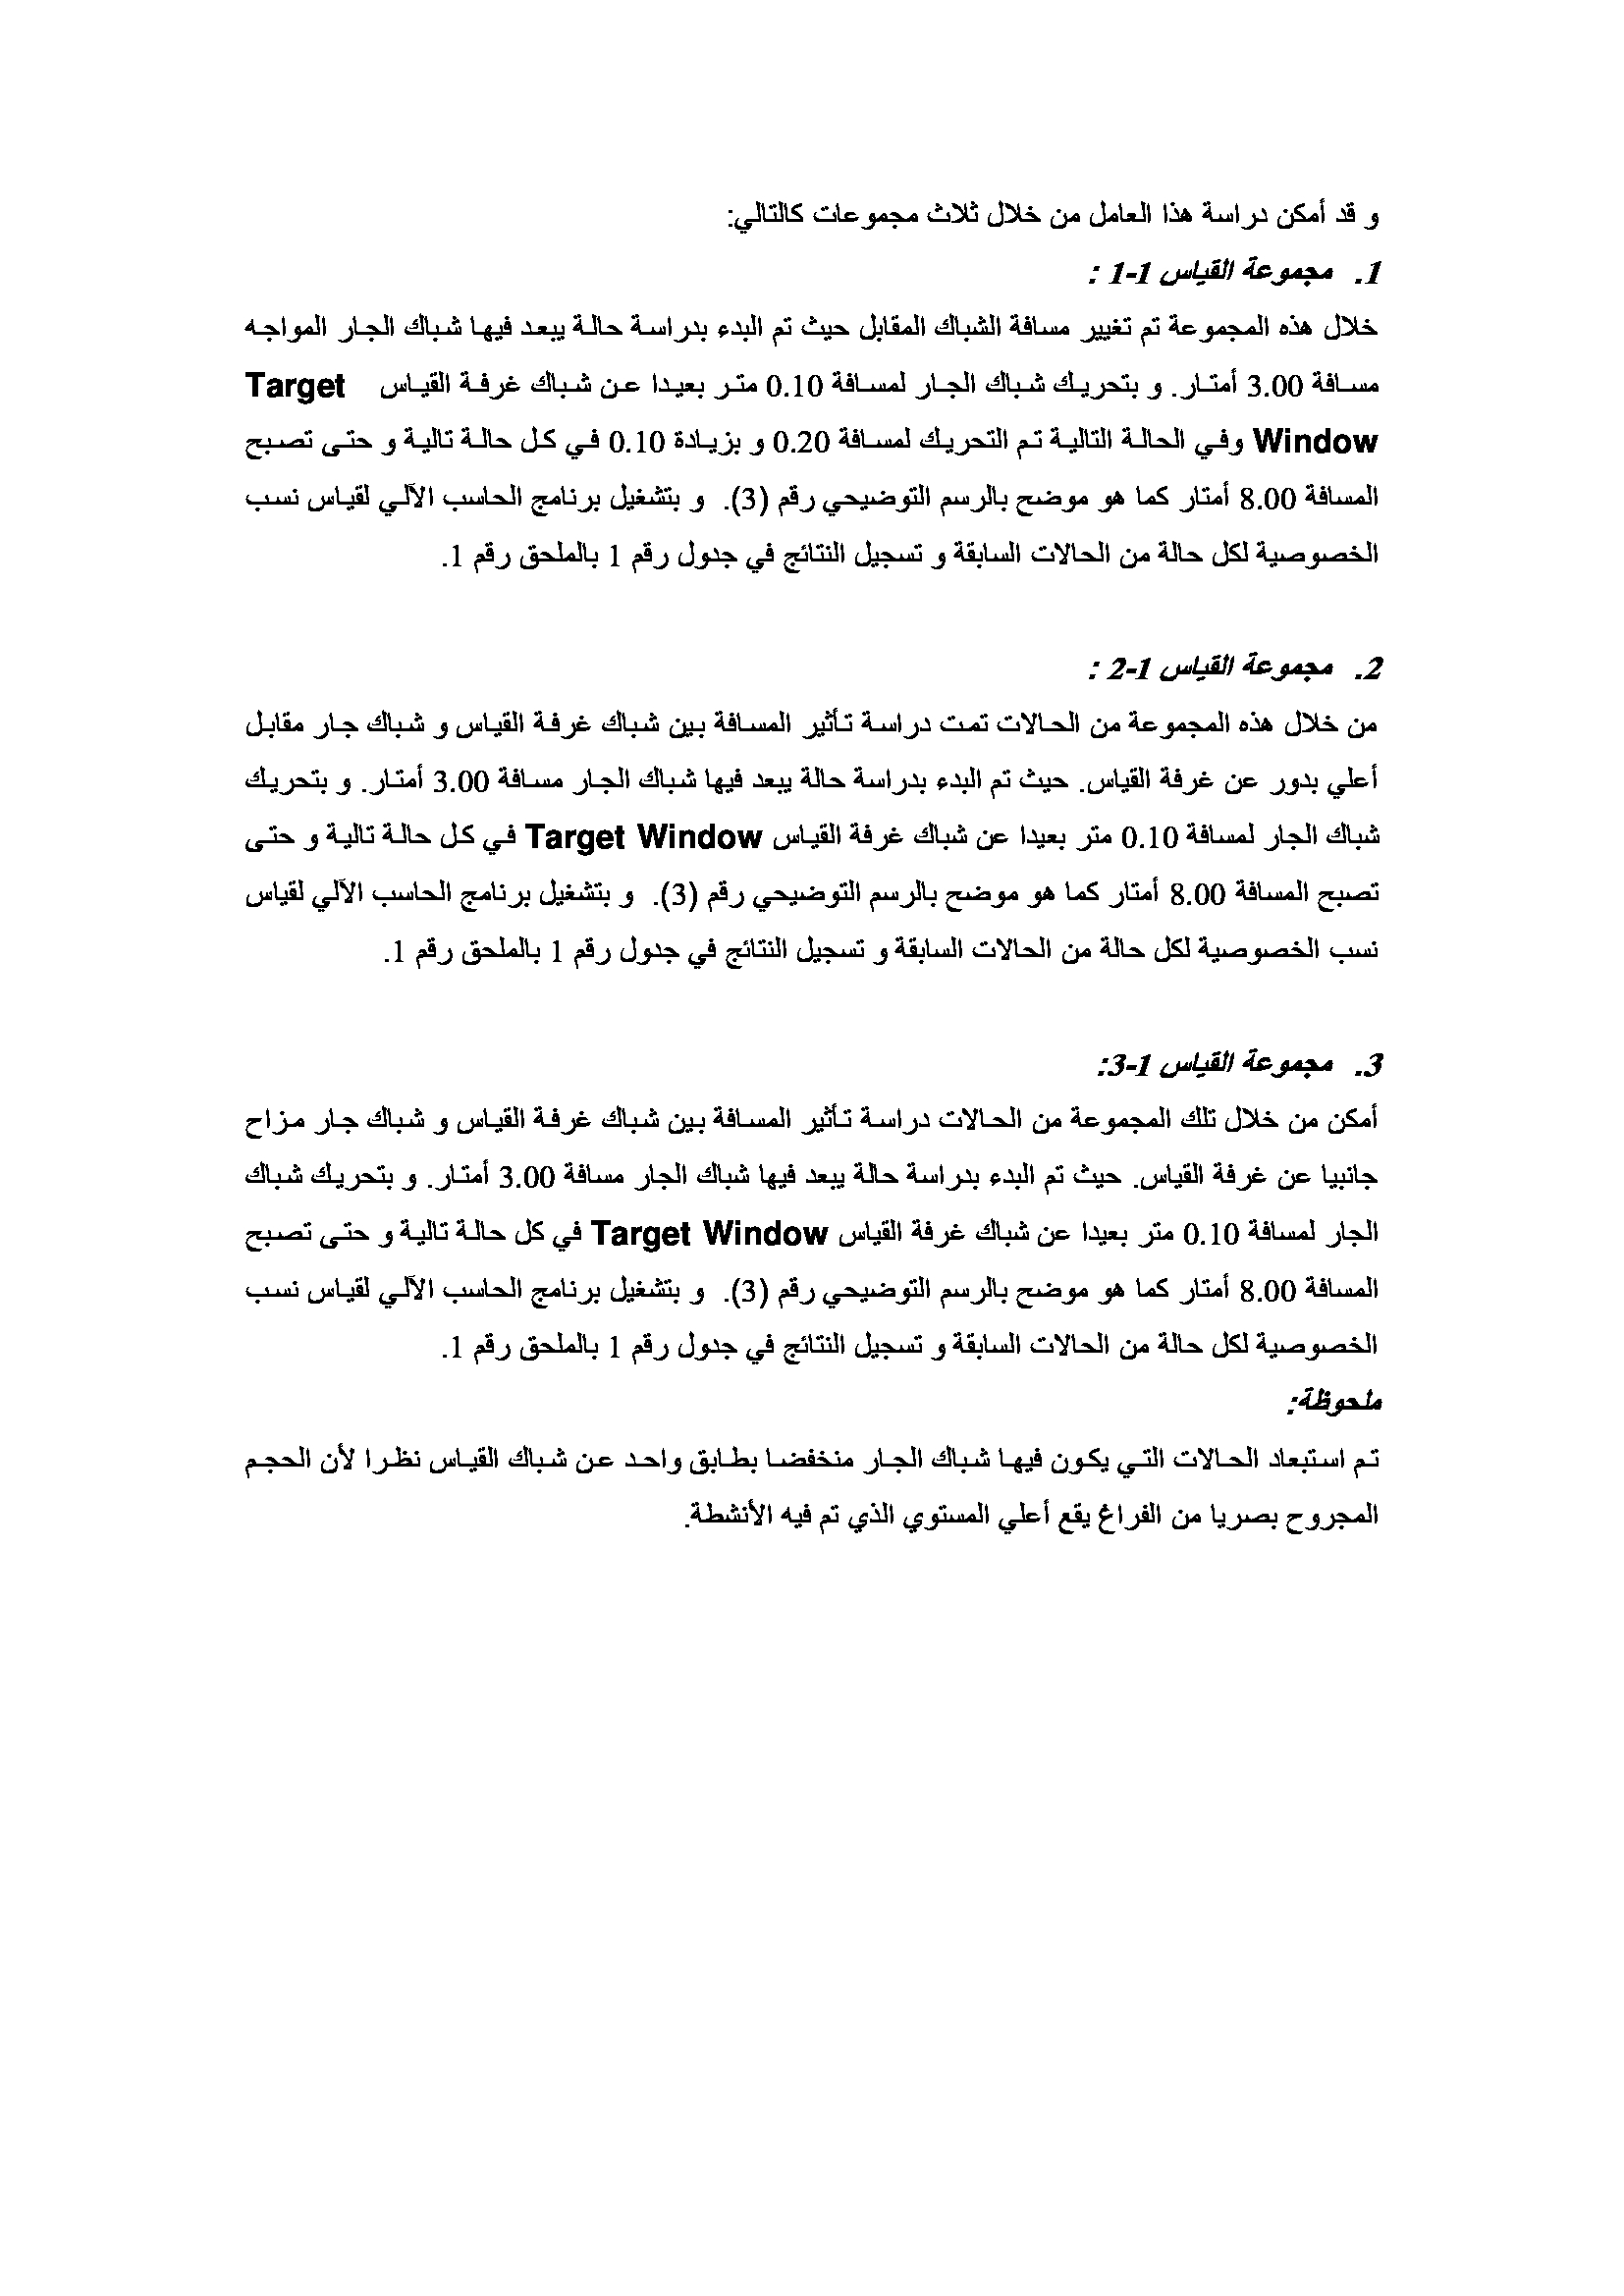 و قد أمكن دراسة هذا العامل من خلال ثلاث مجموعات كالتالي:
1. مجموعة القياس 1-1 :
خلال هذه المجموعة تم تغيير مسافة الشباك المقابل حيث تم البدء بدراسة حالة يبعد فيها شباك الجار المواجه
مسافة 3.00 أمتار. و بتحريك شباك الجار لمسافة 0.10 متر بعيدا عن شباك غرفة القياس Target
Window وفي الحالة التالية تم التحريك لمسافة 0.20 و بزيادة 0.10 في كل حالة تالية و حتى تصبح
المسافة 8.00 أمتار كما هو موضح بالرسم التوضيحي رقم (3). و بتشغيل برنامج الحاسب الآلي لقياس نسب
الخصوصية لكل حالة من الحالات السابقة و تسجيل النتائج في جدول رقم 1 بالملحق رقم 1.
2. مجموعة القياس 1-2 :
من خلال هذه المجموعة من الحالات تمت دراسة تأثير المسافة بين شباك غرفة القياس و شباك جار مقابل
أعلي بدور عن غرفة القياس. حيث تم البدء بدراسة حالة يبعد فيها شباك الجار مسافة 3.00 أمتار. و بتحريك
شباك الجار لمسافة 0.10 متر بعيدا عن شباك غرفة القياس Target Window في كل حالة تالية و حتى
تصبح المسافة 8.00 أمتار كما هو موضح بالرسم التوضيحي رقم (3). و بتشغيل برنامج الحاسب الآلي لقياس
نسب الخصوصية لكل حالة من الحالات السابقة و تسجيل النتائج في جدول رقم 1 بالملحق رقم 1.
3. مجموعة القياس 1-3:
أمكن من خلال تلك المجموعة من الحالات دراسة تأثير المسافة بين شباك غرفة القياس و شباك جار مزاح
جانبيا عن غرفة القياس. حيث تم البدء بدراسة حالة يبعد فيها شباك الجار مسافة 3.00 أمتار. و بتحريك شباك
الجار لمسافة 0.10 متر بعيدا عن شباك غرفة القياس Target Window في كل حالة تالية و حتى تصبح
المسافة 8.00 أمتار كما هو موضح بالرسم التوضيحي رقم (3). و بتشغيل برنامج الحاسب الآلي لقياس نسب
الخصوصية لكل حالة من الحالات السابقة و تسجيل النتائج في جدول رقم 1 بالملحق رقم 1.
ملحوظة:
تم استبعاد الحالات التي يكون فيها شباك الجار منخفضا بطابق واحد عن شباك القياس نظرا لأن الحجم
المجروح بصريا من الفراغ يقع أعلي المستوي الذي تم فيه الأنشطة.